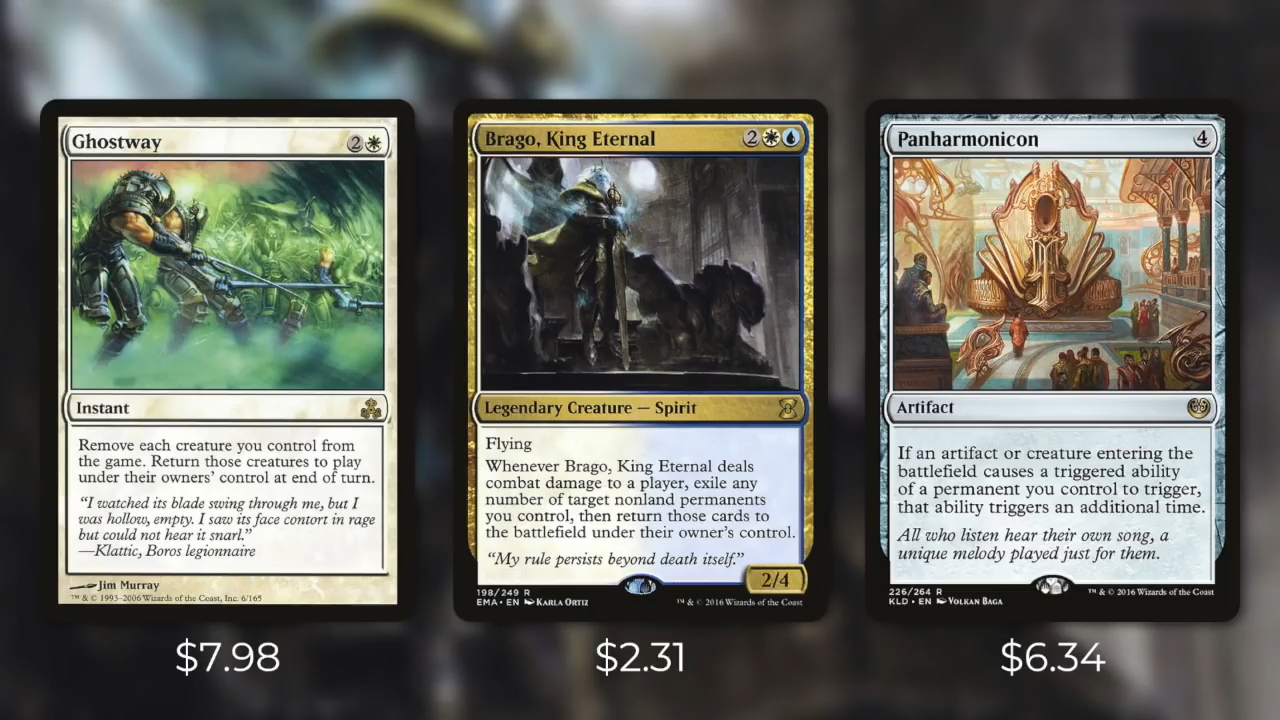 Ghostway 2
Instant
Remove each creature you control from
the game. Return those creatures to play
under their owners' control at end of turn.
"I watched its blade swing through me, but I
was hollow, empty. I saw its face contort in rage
but could not hear it snarl."
—Klattic, Boros legionnaire
Jim Murray
™ & © 1993–2006 Wizards of the Coast, Inc. 6/165
$7.98
Brago, King Eternal 2
Legendary Creature — Spirit
Flying
Whenever Brago, King Eternal deals
combat damage to a player, exile any
number of target nonland permanents
you control, then return those cards to
the battlefield under their owner's control.
"My rule persists beyond death itself."
2/4
198/249 R
EMA • EN Karla Ortiz
™ & © 2016 Wizards of the Coast
$2.31
Panharmonicon 4
Artifact
If an artifact or creature entering the
battlefield causes a triggered ability
of a permanent you control to trigger,
that ability triggers an additional time.
All who listen hear their own song, a
unique melody played just for them.
226/264 R
KLD • EN Volkan Baga
™ & © 2016 Wizards of the Coast
$6.34